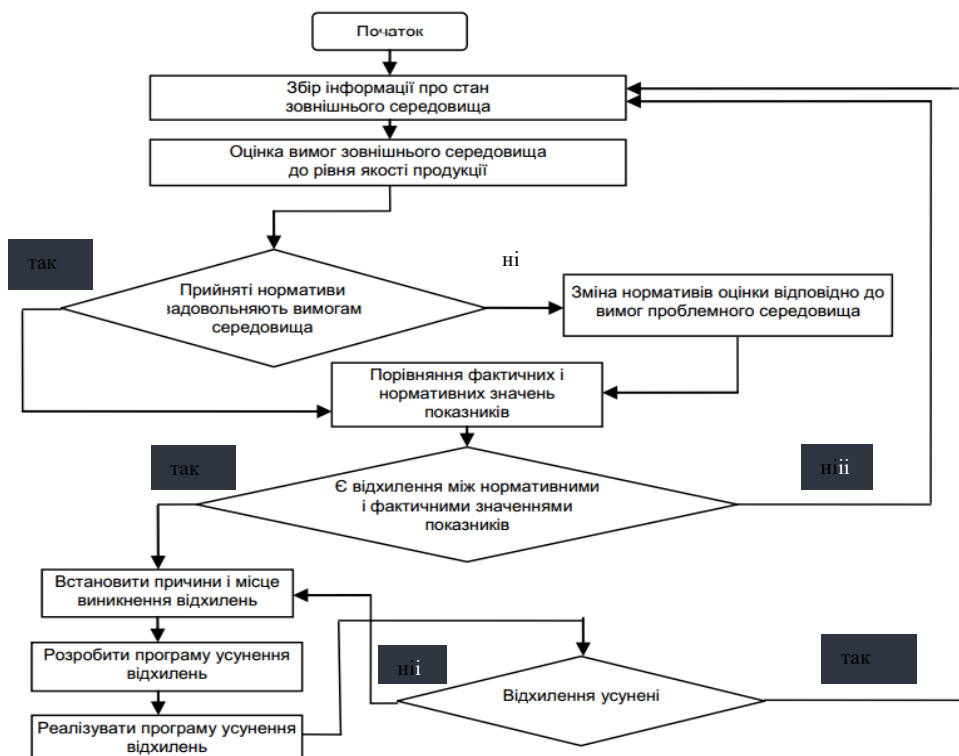 Початок
Збір інформації про стан
зовнішнього середовища
Оцінка вимог зовнішнього середовища
до рівня якості продукції
так
ні
Прийняті нормативи
задовольняють вимогам
середовища
Зміна нормативів оцінки відповідно до
вимог проблемного середовища
Порівняння фактичних і
нормативних значень
показників
так
ніії
Є відхилення між нормативними
і фактичними значеннями
показників
Встановити причини і місце
виникнення відхилень
Розробити програму усунення
відхилень
ніі
так
Відхилення усунені
Реалізувати програму усунення
відхилень